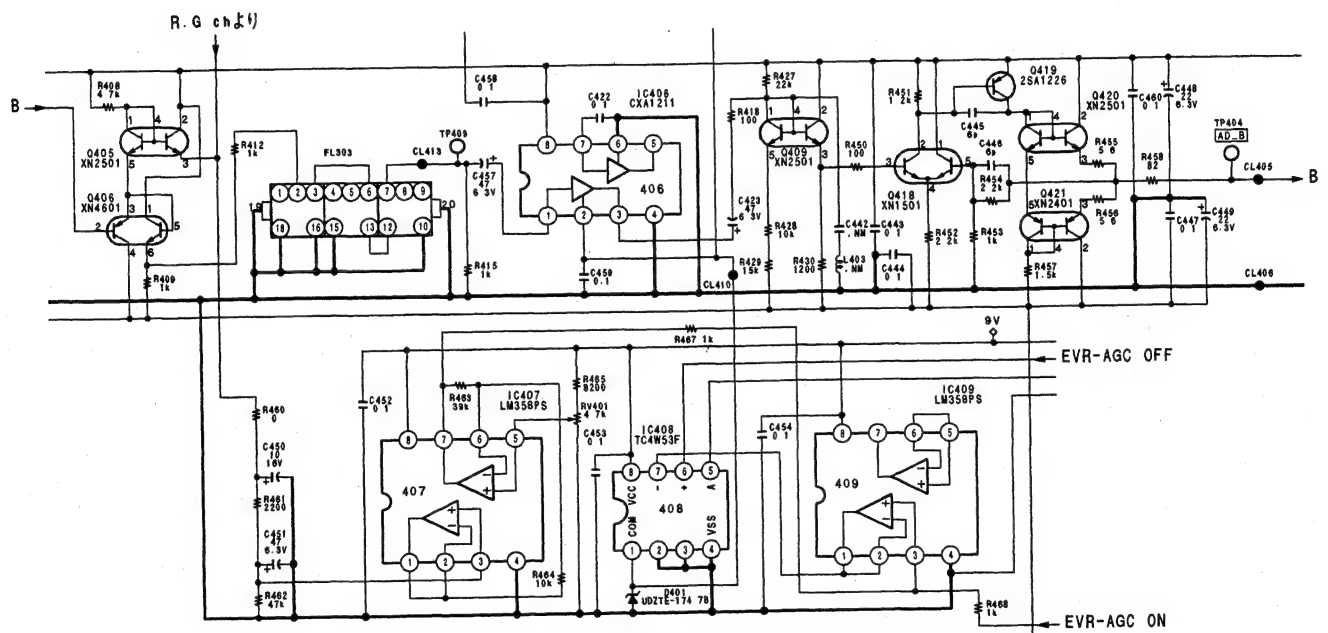 R.G chより
B
R408
4.7k
Q405
XN2501
Q406
XN4601
R409
1k
R412
1k
FL303
CL413
TP409
R415
1k
C457
47
6.3V
C458
0.1
C422
0.1
IC406
CXA1211
406
C459
0.1
CL410
R418
100
C423
47
6.3V
R427
22k
Q409
XN2501
R428
10k
R429
15k
R430
1200
C442
.NM
L403
.NM
R450
100
C443
0.1
C444
0.1
R451
1.2k
Q418
XN1501
R452
2.2k
C445
6p
C446
6p
R454
2.2k
R453
1k
Q419
2SA1226
Q420
XN2501
Q421
XN2401
R457
1.5k
R455
5.6
R456
5.6
C460
0.1
C448
22
6.3V
C447
0.1
C449
22
6.3V
R458
82
TP404
AD_B
CL405
B
CL406
R460
0
C450
10
16V
R461
2200
C451
47
6.3V
R462
47k
C452
0.1
R463
39k
IC407
LM358PS
407
R464
10k
R465
8200
RV401
4.7k
C453
0.1
R467 1k
9V
EVR-AGC OFF
IC408
TC4W53F
COM VCC
- + A
VSS
408
D401
UDZTE-174.7B
C454
0.1
IC409
LM358PS
409
R468
1k
EVR-AGC ON